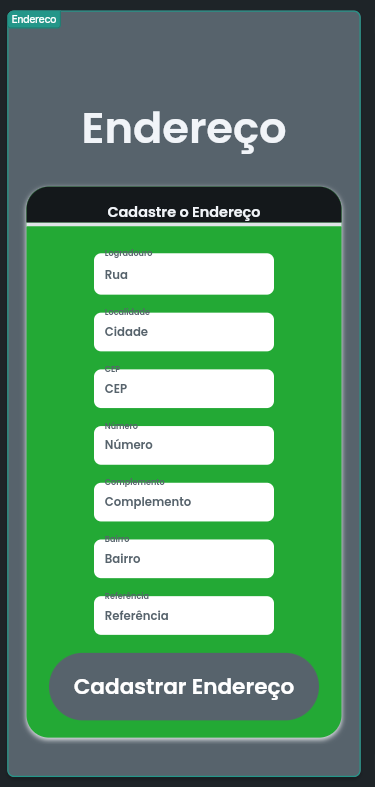 Endereco
Endereço
Cadastre o Endereço
Logradouro
Rua
Localidade
Cidade
CEP
CEP
Número
Número
Complemento
Complemento
Bairro
Bairro
Referência
Referência
Cadastrar Endereço